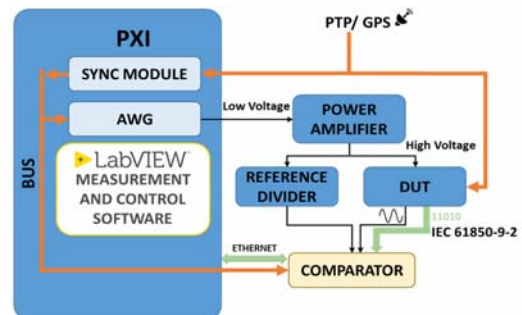 PXI
PTP/ GPS
SYNC MODULE
AWG
Low Voltage
POWER
AMPLIFIER
High Voltage
LabVIEW™
MEASUREMENT
AND CONTROL
SOFTWARE
BUS
REFERENCE
DIVIDER
DUT
11010
IEC 61850-9-2
ETHERNET
COMPARATOR